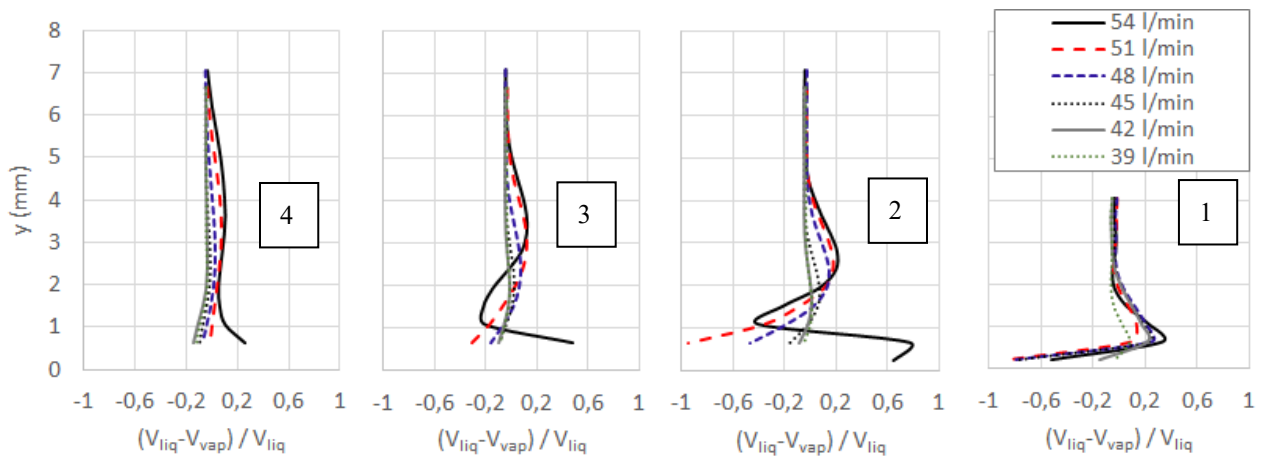 8
7
6
5
4
3
2
1
0
y (mm)
4
3
2
1
54 l/min
51 l/min
48 l/min
45 l/min
42 l/min
39 l/min
-1 -0,6 -0,2 0,2 0,6 1
-1 -0,6 -0,2 0,2 0,6 1
-1 -0,6 -0,2 0,2 0,6 1
-1 -0,6 -0,2 0,2 0,6 1
(Vliq-Vvap) / Vliq
(Vliq-Vvap) / Vliq
(Vliq-Vvap) / Vliq
(Vliq-Vvap) / Vliq